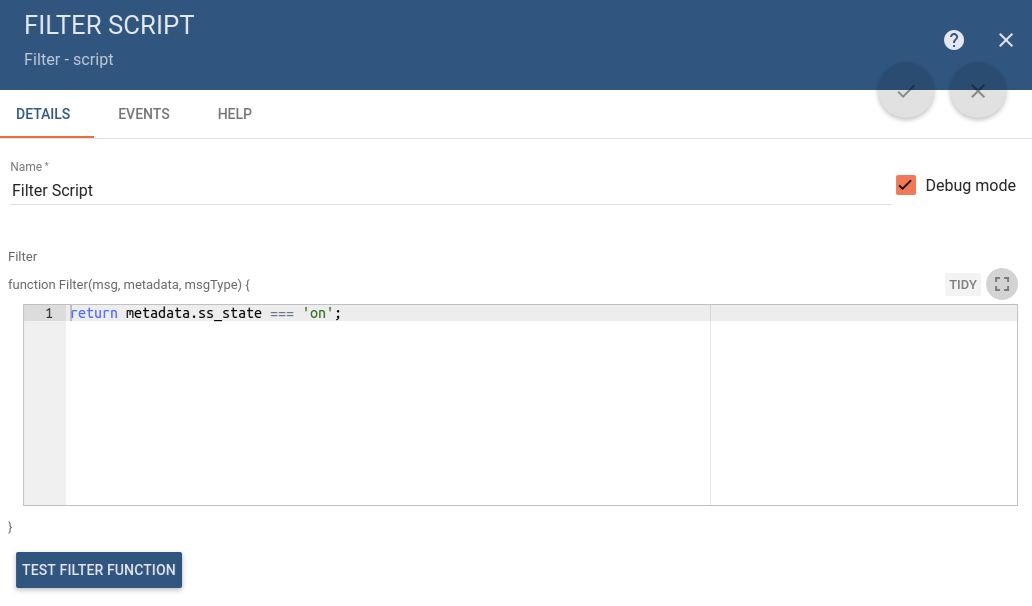 FILTER SCRIPT
Filter - script
DETAILS EVENTS HELP
Name *
Filter Script
Debug mode
Filter
function Filter(msg, metadata, msgType) {
TIDY
1 return metadata.ss_state === 'on';
}
TEST FILTER FUNCTION